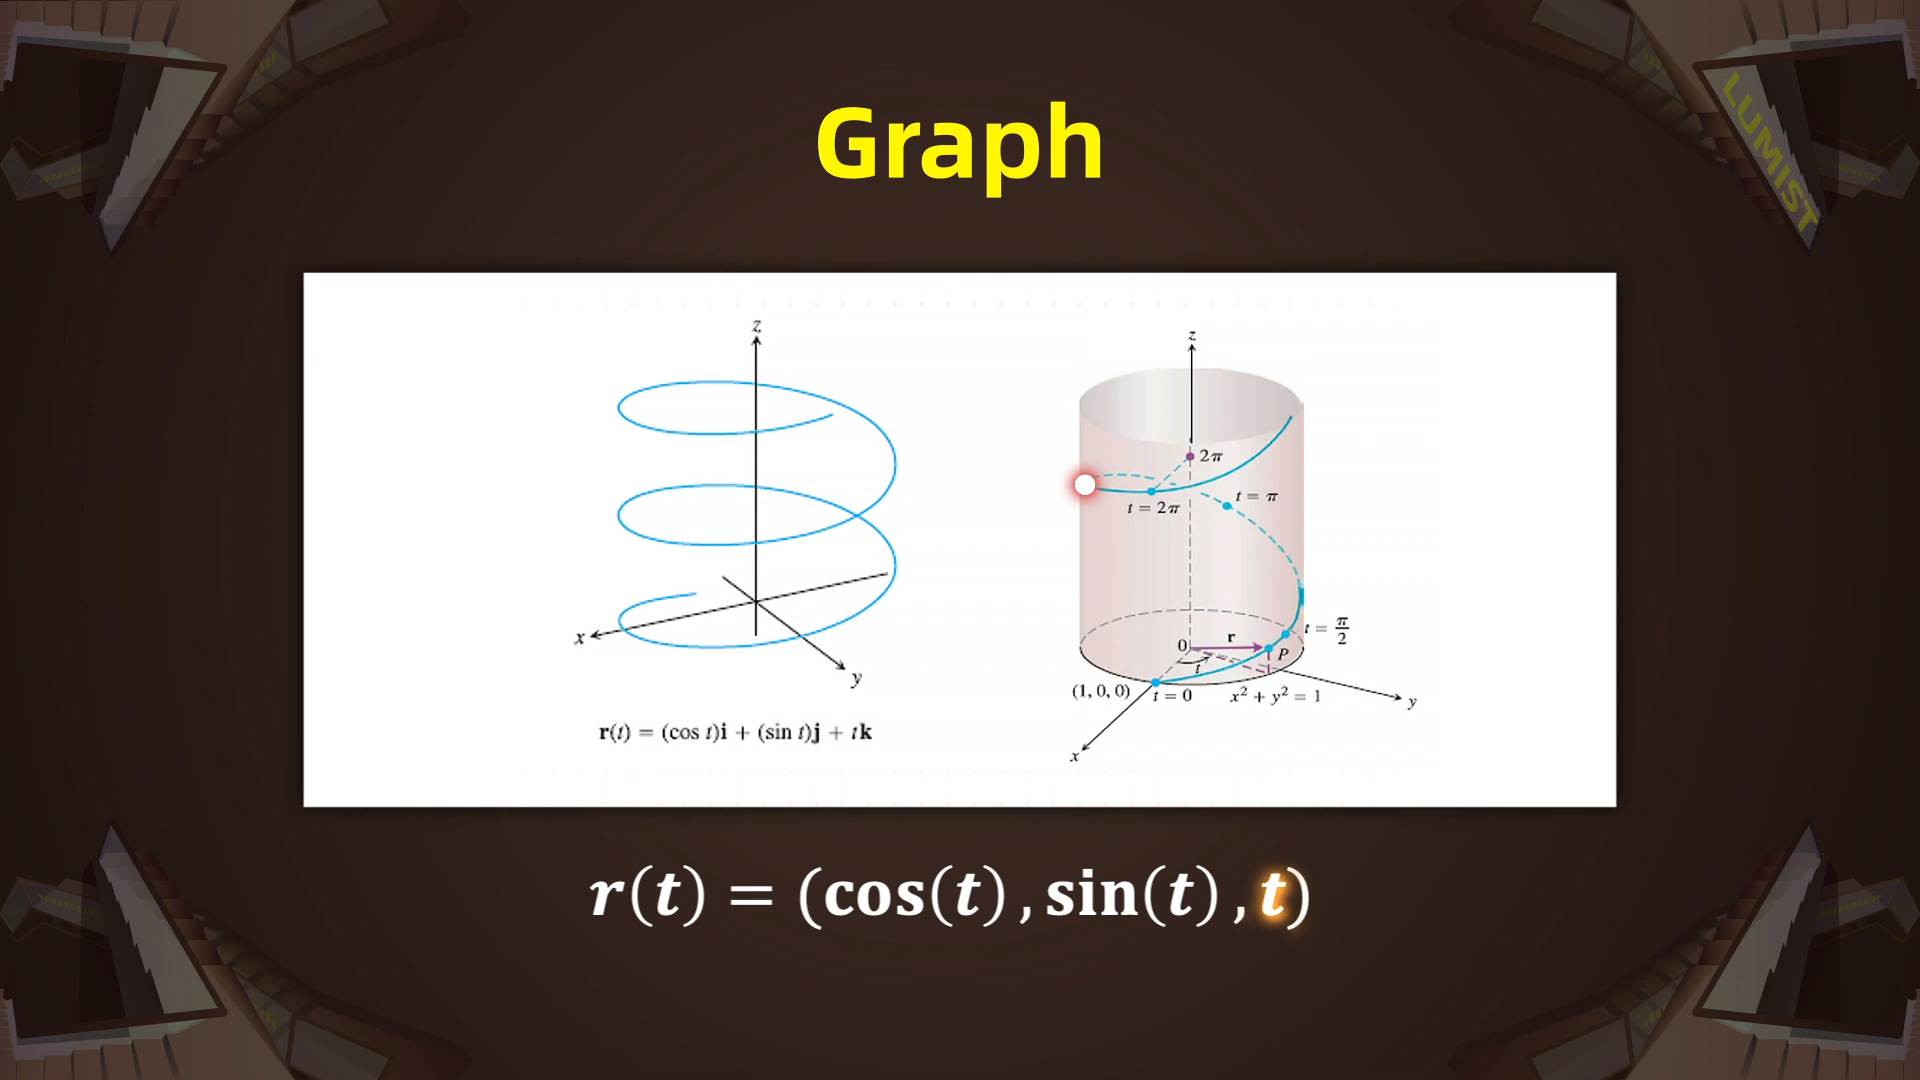 Graph
LUMIST
z
x
y
r(t) = (cos t)i + (sin t)j + tk
z
2π
t = π
t = 2π
t = π/2
r
0
P
t
(1, 0, 0)
t = 0
x² + y² = 1
y
x
r(t) = (cos(t) , sin(t) , t)